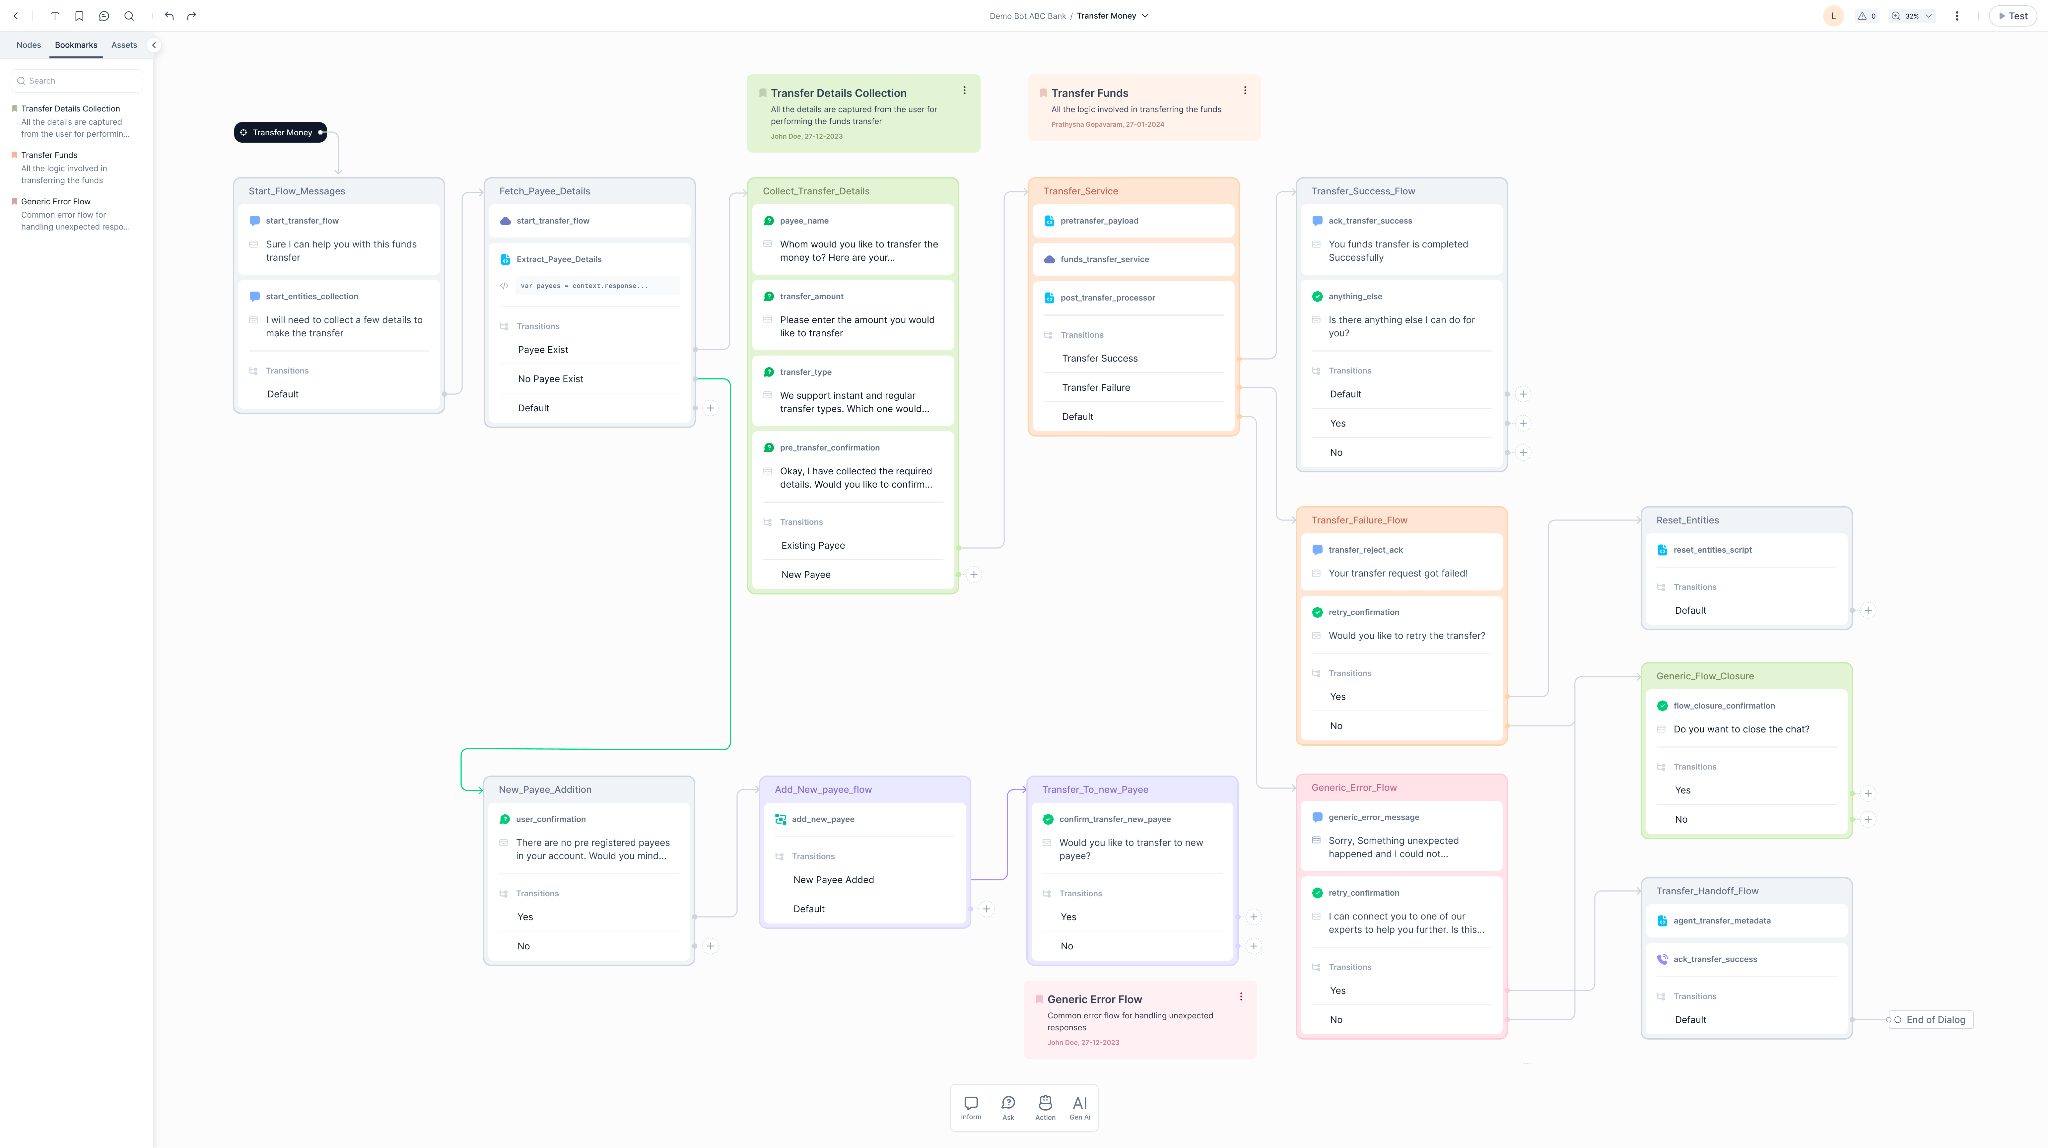 Demo Bot ABC Bank / Transfer Money
L
0
32%
Test
Nodes
Bookmarks
Assets
Search
Transfer Details Collection
All the details are captured
from the user for performin...
Transfer Funds
All the logic involved in
transferring the funds
Generic Error Flow
Common error flow for
handling unexpected respo...
Transfer Money
Transfer Details Collection
All the details are captured from the user for
performing the funds transfer
John Doe, 27-12-2023
Transfer Funds
All the logic involved in transferring the funds
Prathysha Gopavaram, 27-01-2024
Start_Flow_Messages
start_transfer_flow
Sure I can help you with this funds
transfer
start_entities_collection
I will need to collect a few details to
make the transfer
Transitions
Default
Fetch_Payee_Details
start_transfer_flow
Extract_Payee_Details
</> var payees = context.response...
Transitions
Payee Exist
No Payee Exist
Default
Collect_Transfer_Details
payee_name
Whom would you like to transfer the
money to? Here are your...
transfer_amount
Please enter the amount you would
like to transfer
transfer_type
We support instant and regular
transfer types. Which one would...
pre_transfer_confirmation
Okay, I have collected the required
details. Would you like to confirm...
Transitions
Existing Payee
New Payee
Transfer_Service
pretransfer_payload
funds_transfer_service
post_transfer_processor
Transitions
Transfer Success
Transfer Failure
Default
Transfer_Success_Flow
ack_transfer_success
You funds transfer is completed
Successfully
anything_else
Is there anything else I can do for
you?
Transitions
Default
Yes
No
Transfer_Failure_Flow
transfer_reject_ack
Your transfer request got failed!
retry_confirmation
Would you like to retry the transfer?
Transitions
Yes
No
Reset_Entities
reset_entities_script
Transitions
Default
Generic_Flow_Closure
flow_closure_confirmation
Do you want to close the chat?
Transitions
Yes
No
New_Payee_Addition
user_confirmation
There are no pre registered payees
in your account. Would you mind...
Transitions
Yes
No
Add_New_payee_flow
add_new_payee
Transitions
New Payee Added
Default
Transfer_To_new_Payee
confirm_transfer_new_payee
Would you like to transfer to new
payee?
Transitions
Yes
No
Generic_Error_Flow
generic_error_message
Sorry, Something unexpected
happened and I could not...
retry_confirmation
I can connect you to one of our
experts to help you further. Is this...
Transitions
Yes
No
Transfer_Handoff_Flow
agent_transfer_metadata
ack_transfer_success
Transitions
Default
End of Dialog
Generic Error Flow
Common error flow for handling unexpected
responses
John Doe, 27-12-2023
Inform
Ask
Action
AI
Gen Ai